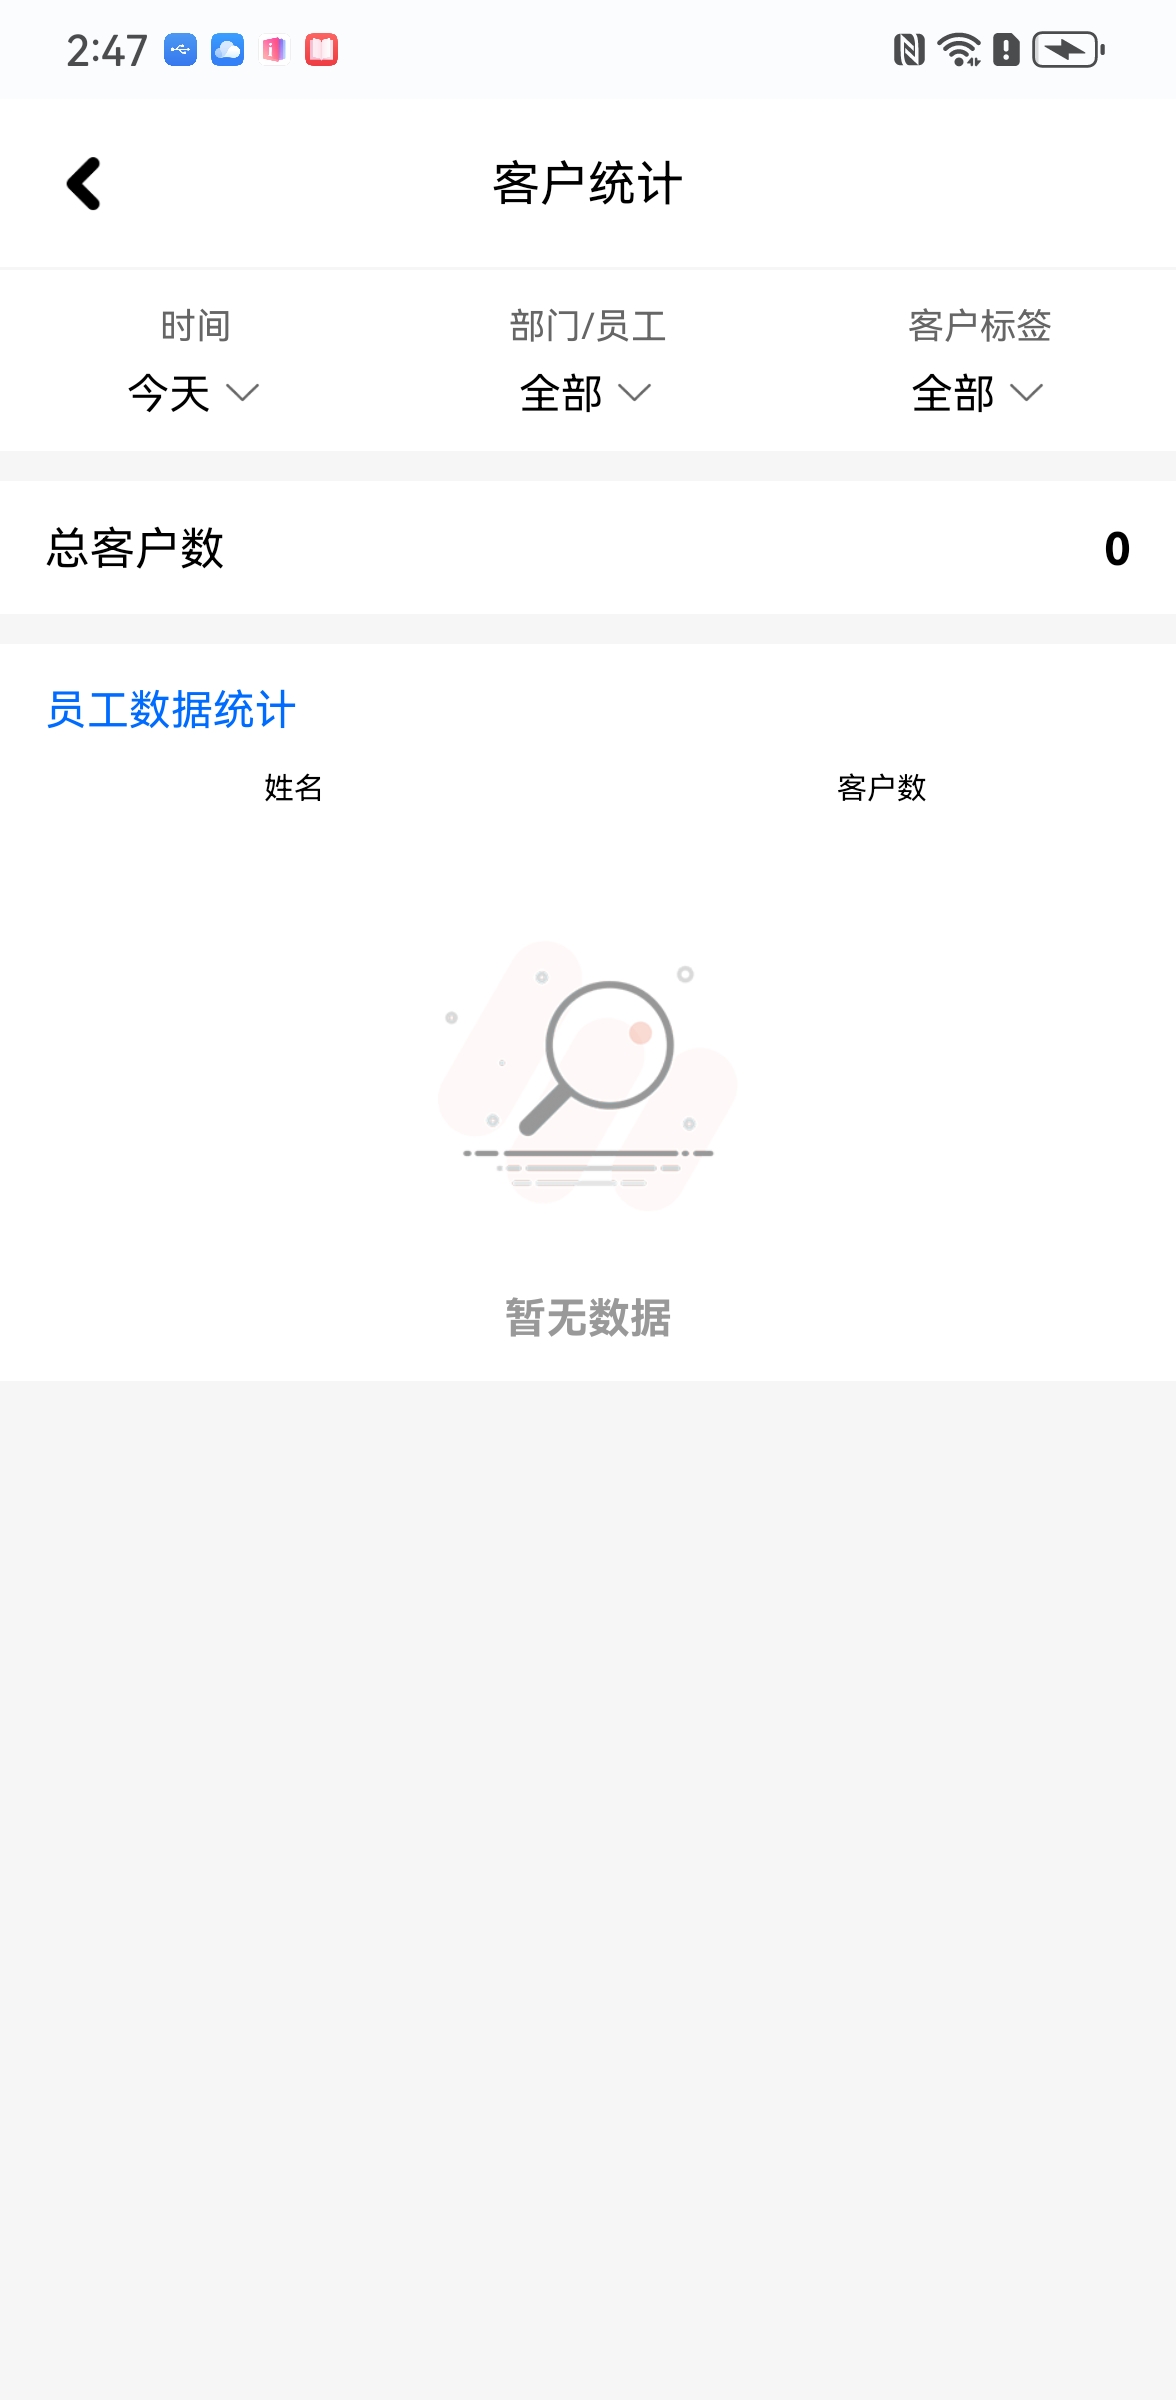 2:47
客户统计
时间 部门/员工 客户标签
今天 全部 全部
总客户数 0
员工数据统计
姓名 客户数
暂无数据